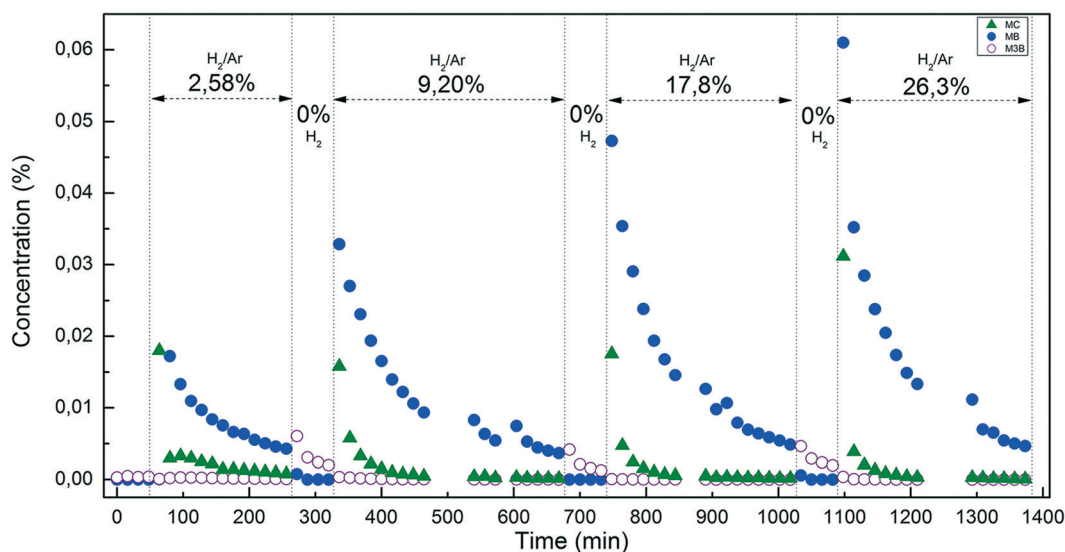 MC
MB
M3B
H2/Ar
2,58%
H2/Ar
9,20%
H2/Ar
17,8%
H2/Ar
26,3%
0%
H2
0%
H2
0%
H2
0,06
0,05
0,04
0,03
0,02
0,01
0,00
Concentration (%)
0 100 200 300 400 500 600 700 800 900 1000 1100 1200 1300 1400
Time (min)